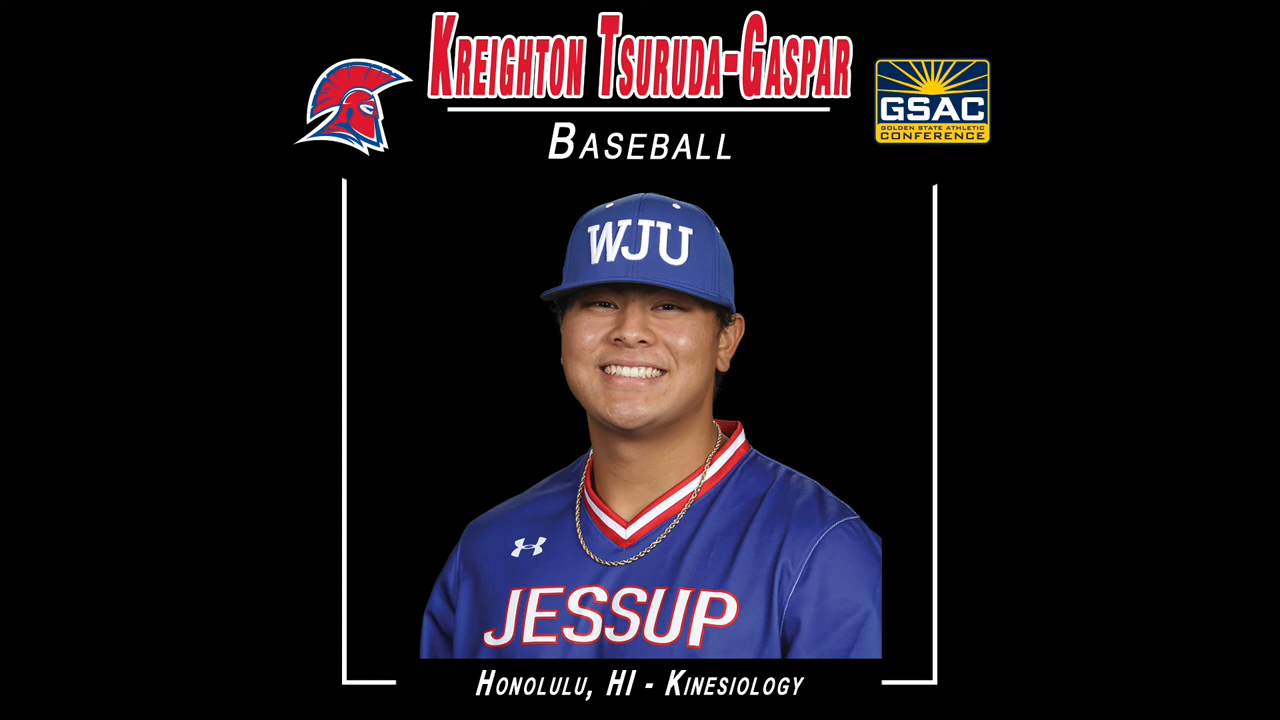 Kreighton Tsuruda-Gaspar
Baseball
GSAC
GOLDEN STATE ATHLETIC
CONFERENCE
WJU
JESSUP
Honolulu, HI - Kinesiology